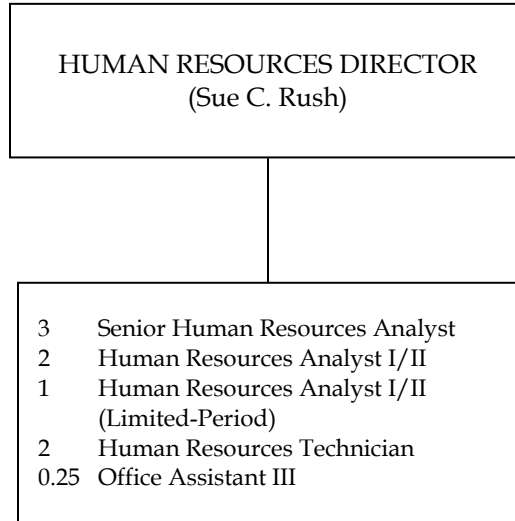 HUMAN RESOURCES DIRECTOR
(Sue C. Rush)
3 Senior Human Resources Analyst
2 Human Resources Analyst I/II
1 Human Resources Analyst I/II
(Limited-Period)
2 Human Resources Technician
0.25 Office Assistant III